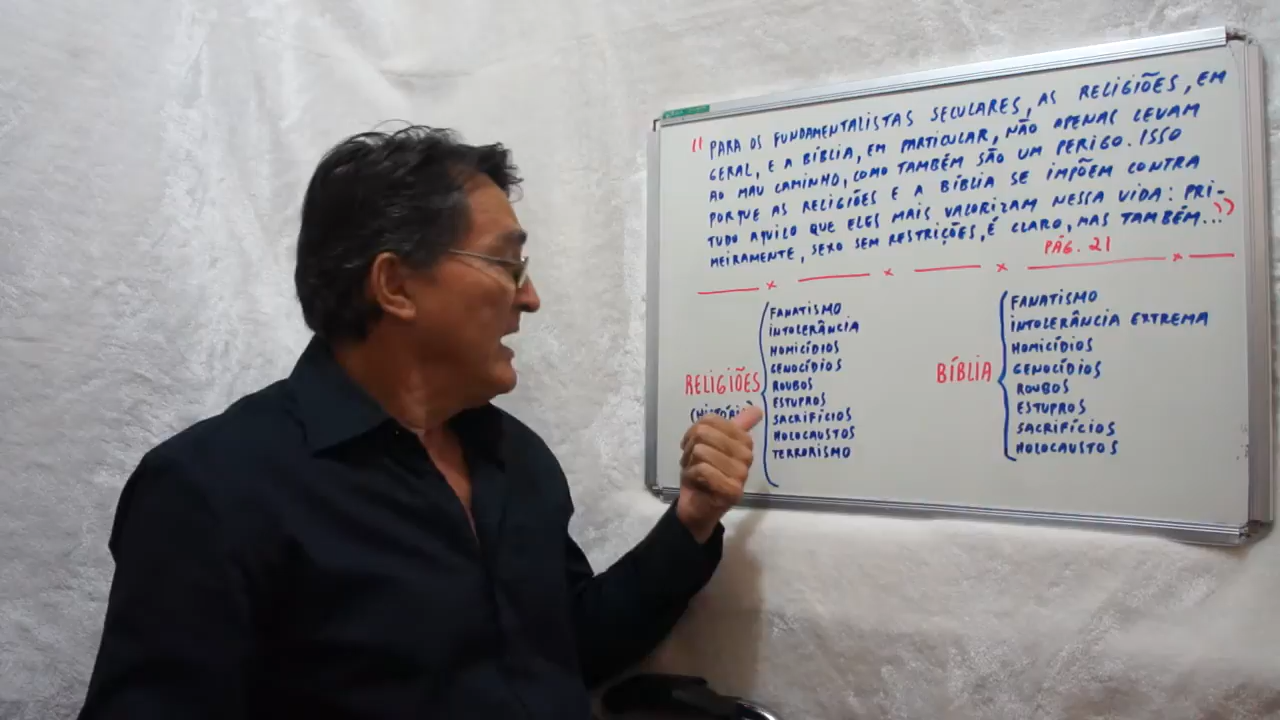 " PARA OS FUNDAMENTALISTAS SECULARES, AS RELIGIÕES, EM
GERAL, E A BÍBLIA, EM PARTICULAR, NÃO APENAS LEVAM
AO MAU CAMINHO, COMO TAMBÉM SÃO UM PERIGO. ISSO
PORQUE AS RELIGIÕES E A BÍBLIA SE IMPÕEM CONTRA
TUDO AQUILO QUE ELES MAIS VALORIZAM NESSA VIDA: PRI-
MEIRAMENTE, SEXO SEM RESTRIÇÕES, É CLARO, MAS TAMBÉM..."
PÁG. 21
RELIGIÕES
FANATISMO
INTOLERÂNCIA
HOMICÍDIOS
GENOCÍDIOS
ROUBOS
ESTUPROS
SACRIFÍCIOS
HOLOCAUSTOS
TERRORISMO
BÍBLIA
FANATISMO
INTOLERÂNCIA EXTREMA
HOMICÍDIOS
GENOCÍDIOS
ROUBOS
ESTUPROS
SACRIFÍCIOS
HOLOCAUSTOS